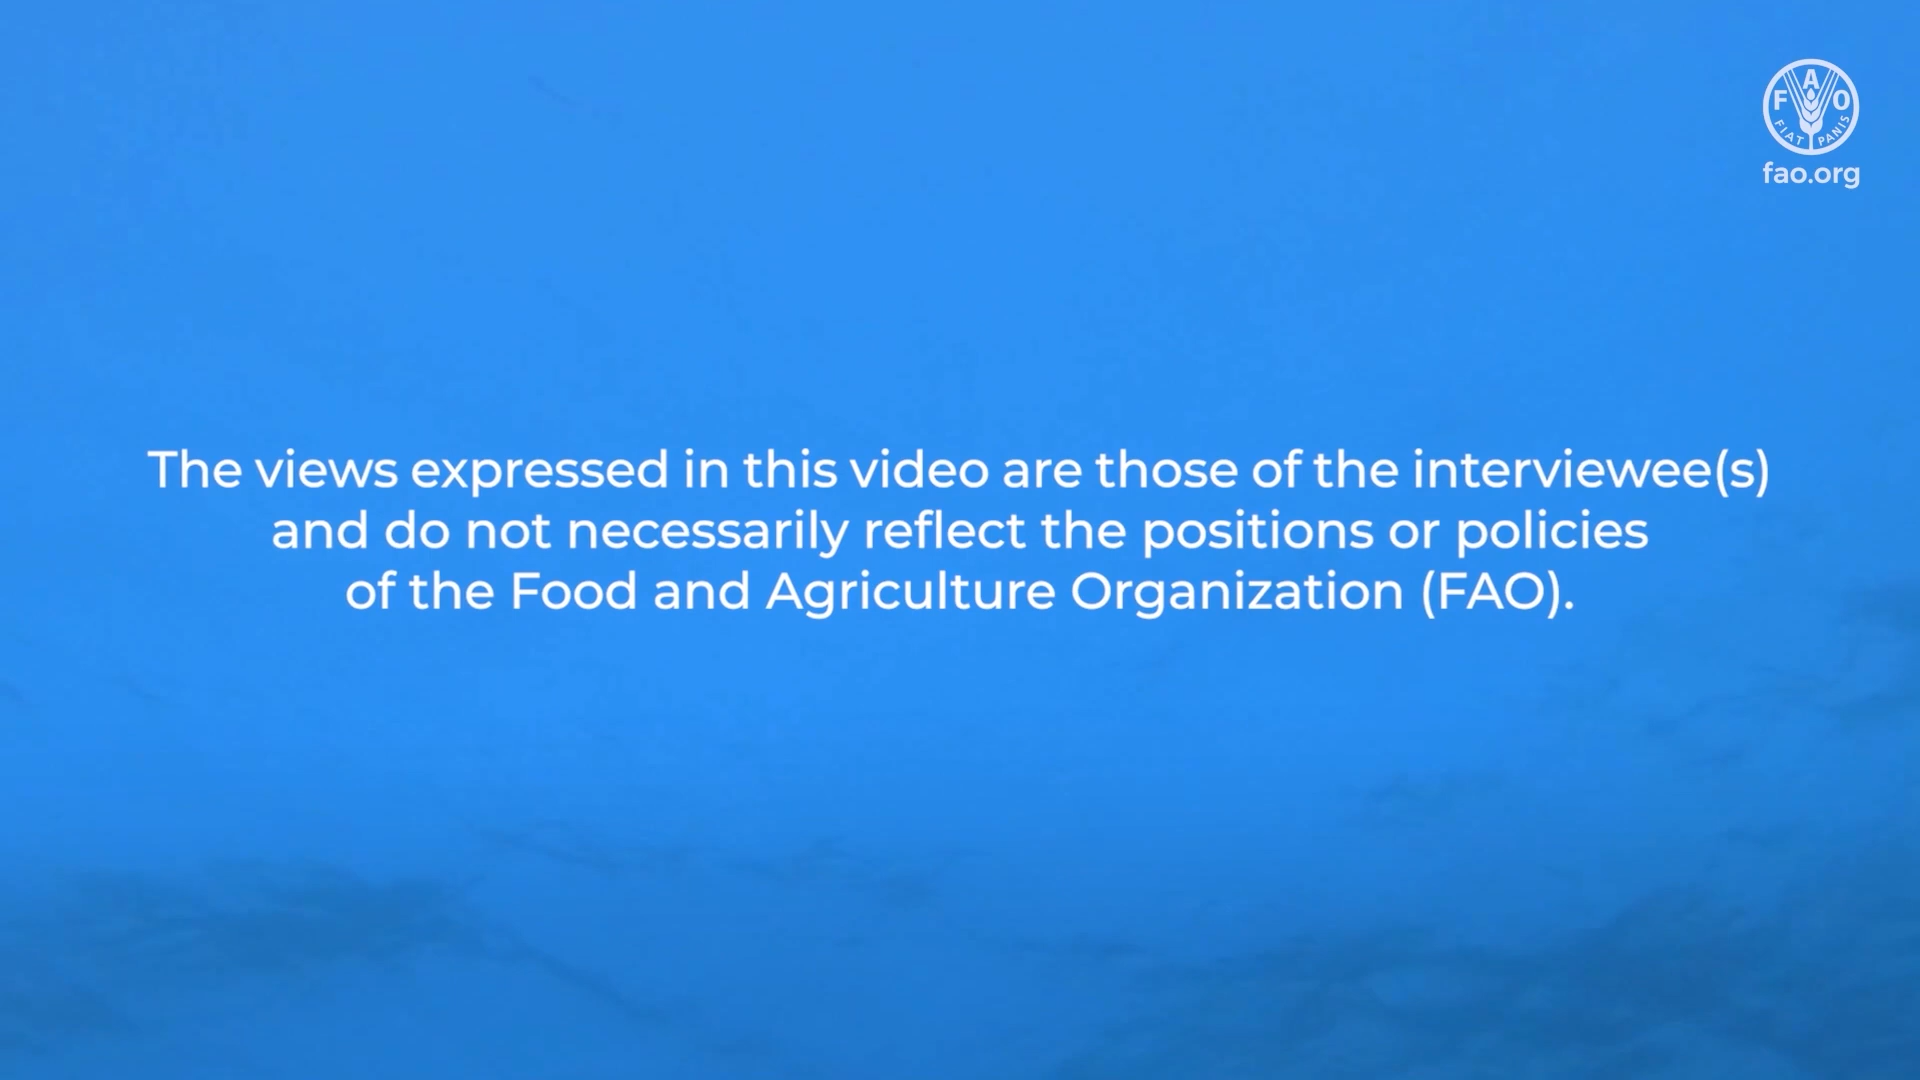 F A O
FIAT PANIS
fao.org
The views expressed in this video are those of the interviewee(s)
and do not necessarily reflect the positions or policies
of the Food and Agriculture Organization (FAO).